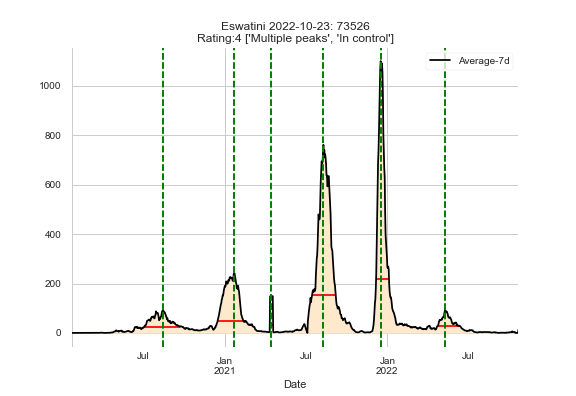 Eswatini 2022-10-23: 73526
Rating:4 ['Multiple peaks', 'In control']
Average-7d
1000
800
600
400
200
0
Jul
Jan
2021
Jul
Jan
2022
Jul
Date